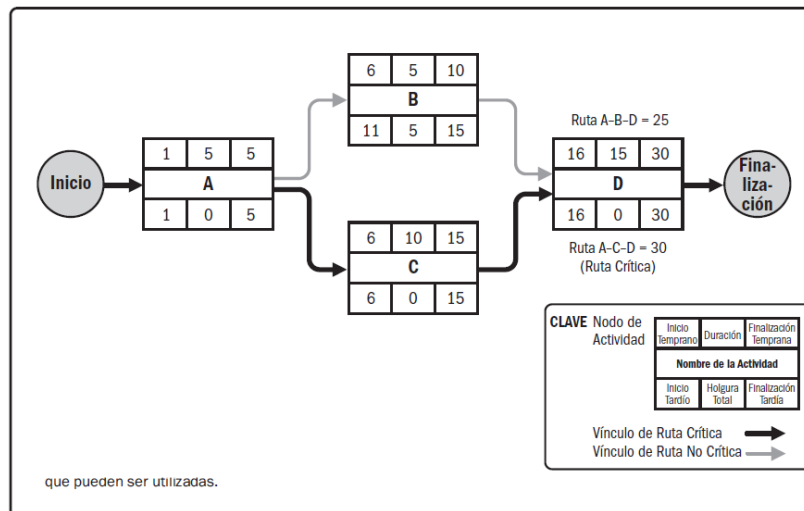 Inicio
1 5 5
A
1 0 5
6 5 10
B
11 5 15
6 10 15
C
6 0 15
Ruta A–B–D = 25
16 15 30
D
16 0 30
Ruta A–C–D = 30
(Ruta Crítica)
Fina-
liza-
ción
CLAVE Nodo de
Actividad
Inicio
Temprano
Duración
Finalización
Temprana
Nombre de la Actividad
Inicio
Tardío
Holgura
Total
Finalización
Tardía
Vínculo de Ruta Crítica
Vínculo de Ruta No Crítica
que pueden ser utilizadas.